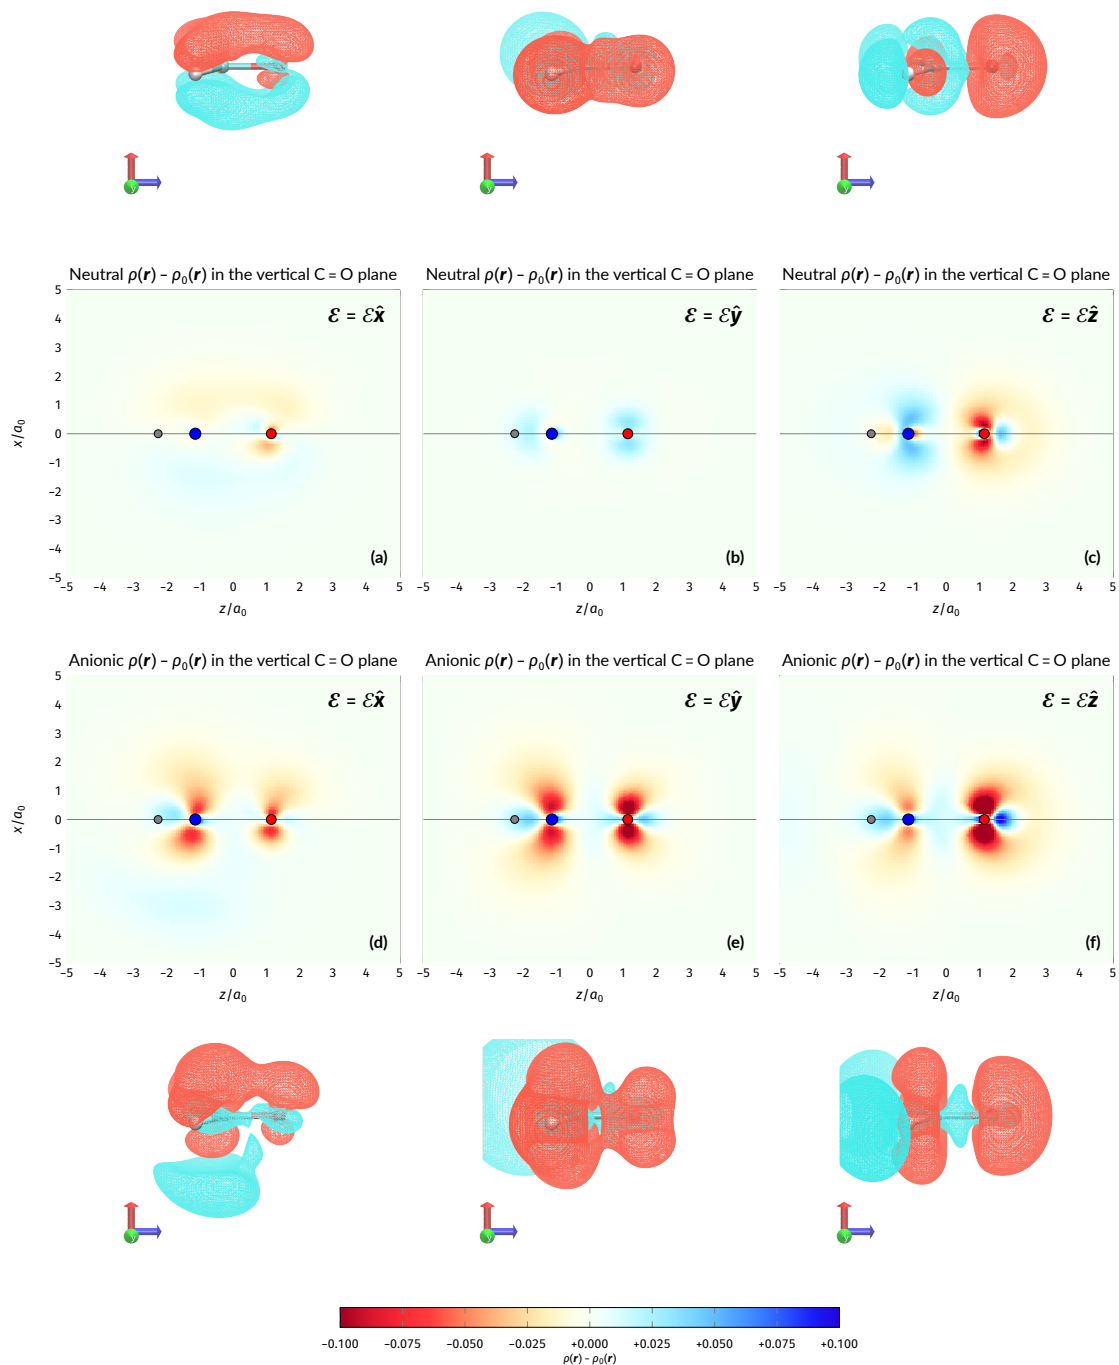 y
y
y
Neutral ρ(r) – ρ₀(r) in the vertical C = O plane
Neutral ρ(r) – ρ₀(r) in the vertical C = O plane
Neutral ρ(r) – ρ₀(r) in the vertical C = O plane
ℰ = ℰx̂
ℰ = ℰŷ
ℰ = ℰẑ
5
4
3
2
1
0
−1
−2
−3
−4
−5
x/a₀
(a)
(b)
(c)
−5 −4 −3 −2 −1 0 1 2 3 4 5
−5 −4 −3 −2 −1 0 1 2 3 4 5
−5 −4 −3 −2 −1 0 1 2 3 4 5
z/a₀
z/a₀
z/a₀
Anionic ρ(r) – ρ₀(r) in the vertical C = O plane
Anionic ρ(r) – ρ₀(r) in the vertical C = O plane
Anionic ρ(r) – ρ₀(r) in the vertical C = O plane
ℰ = ℰx̂
ℰ = ℰŷ
ℰ = ℰẑ
5
4
3
2
1
0
−1
−2
−3
−4
−5
x/a₀
(d)
(e)
(f)
−5 −4 −3 −2 −1 0 1 2 3 4 5
−5 −4 −3 −2 −1 0 1 2 3 4 5
−5 −4 −3 −2 −1 0 1 2 3 4 5
z/a₀
z/a₀
z/a₀
y
y
y
−0.100 −0.075 −0.050 −0.025 +0.000 +0.025 +0.050 +0.075 +0.100
ρ(r) – ρ₀(r)